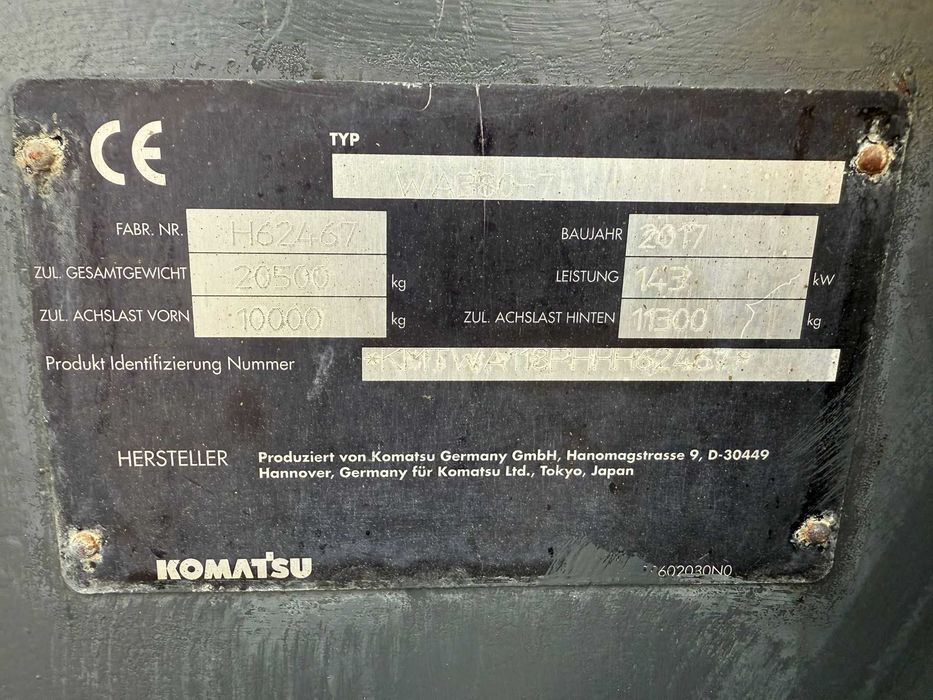 CE
TYP
WA380-7
FABR. NR. H62467 BAUJAHR 2017
ZUL. GESAMTGEWICHT 20500 kg LEISTUNG 143 kW
ZUL. ACHSLAST VORN 10000 kg ZUL. ACHSLAST HINTEN 11300 kg
Produkt Identifizierung Nummer
HERSTELLER Produziert von Komatsu Germany GmbH, Hanomagstrasse 9, D-30449
Hannover, Germany für Komatsu Ltd., Tokyo, Japan
KOMATSU
602030N0